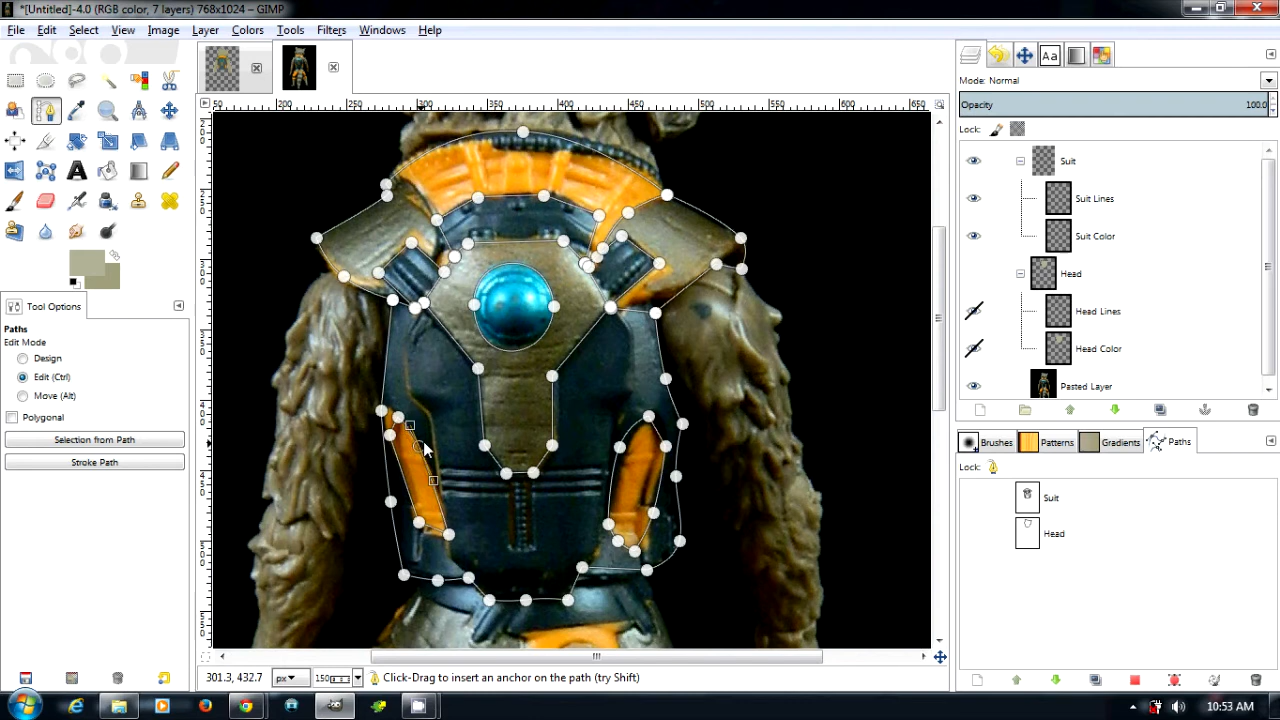 *[Untitled]-4.0 (RGB color, 7 layers) 768x1024 – GIMP
File Edit Select View Image Layer Colors Tools Filters Windows Help
Mode: Normal
Opacity 100.0
Lock:
Suit
Suit Lines
Suit Color
Head
Head Lines
Head Color
Pasted Layer
Tool Options
Paths
Edit Mode
Design
Edit (Ctrl)
Move (Alt)
Polygonal
Selection from Path
Stroke Path
Brushes Patterns Gradients Paths
Lock:
Suit
Head
301.3, 432.7 px 150 Click-Drag to insert an anchor on the path (try Shift)
10:53 AM